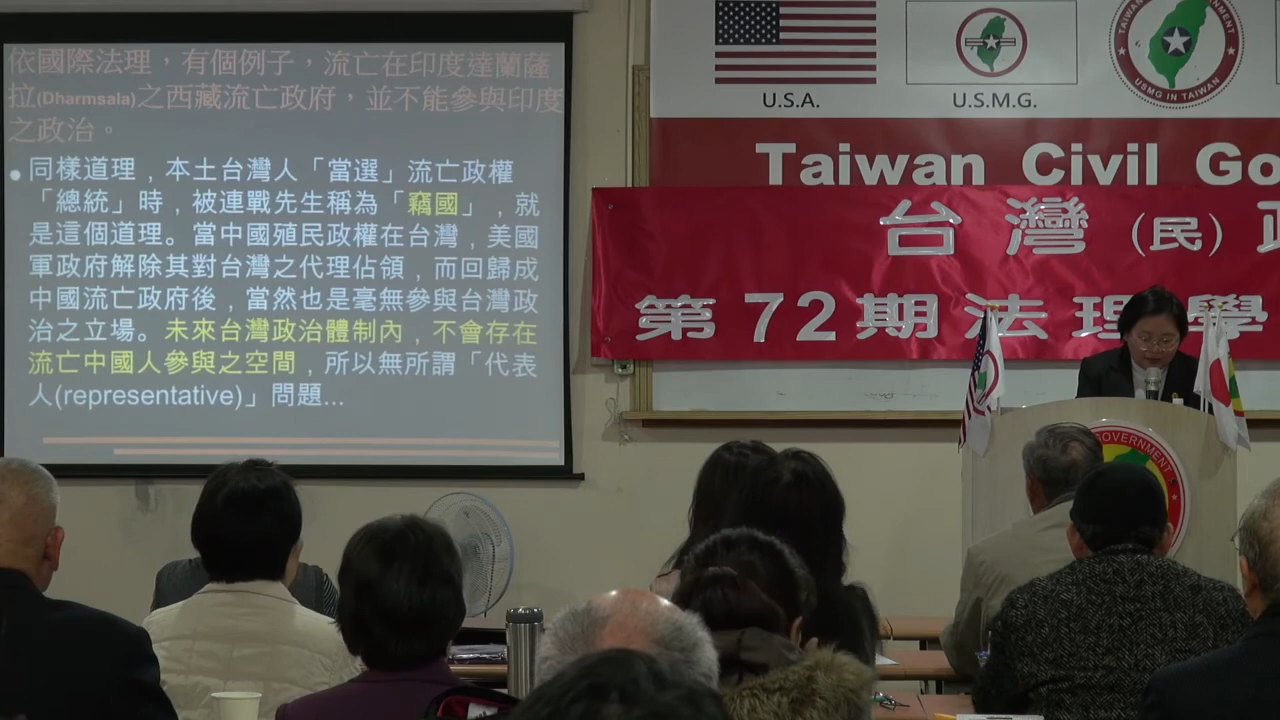 依國際法理，有個例子，流亡在印度達蘭薩
拉(Dharmsala)之西藏流亡政府，並不能參與印度
之政治。
同樣道理，本土台灣人「當選」流亡政權
「總統」時，被連戰先生稱為「竊國」，就
是這個道理。當中國殖民政權在台灣，美國
軍政府解除其對台灣之代理佔領，而回歸成
中國流亡政府後，當然也是毫無參與台灣政
治之立場。未來台灣政治體制內，不會存在
流亡中國人參與之空間，所以無所謂「代表
人(representative)」問題...
U.S.A.
U.S.M.G.
USMG IN TAIWAN
Taiwan Civil Go
台灣(民)政
第72期法理學
GOVERNMENT